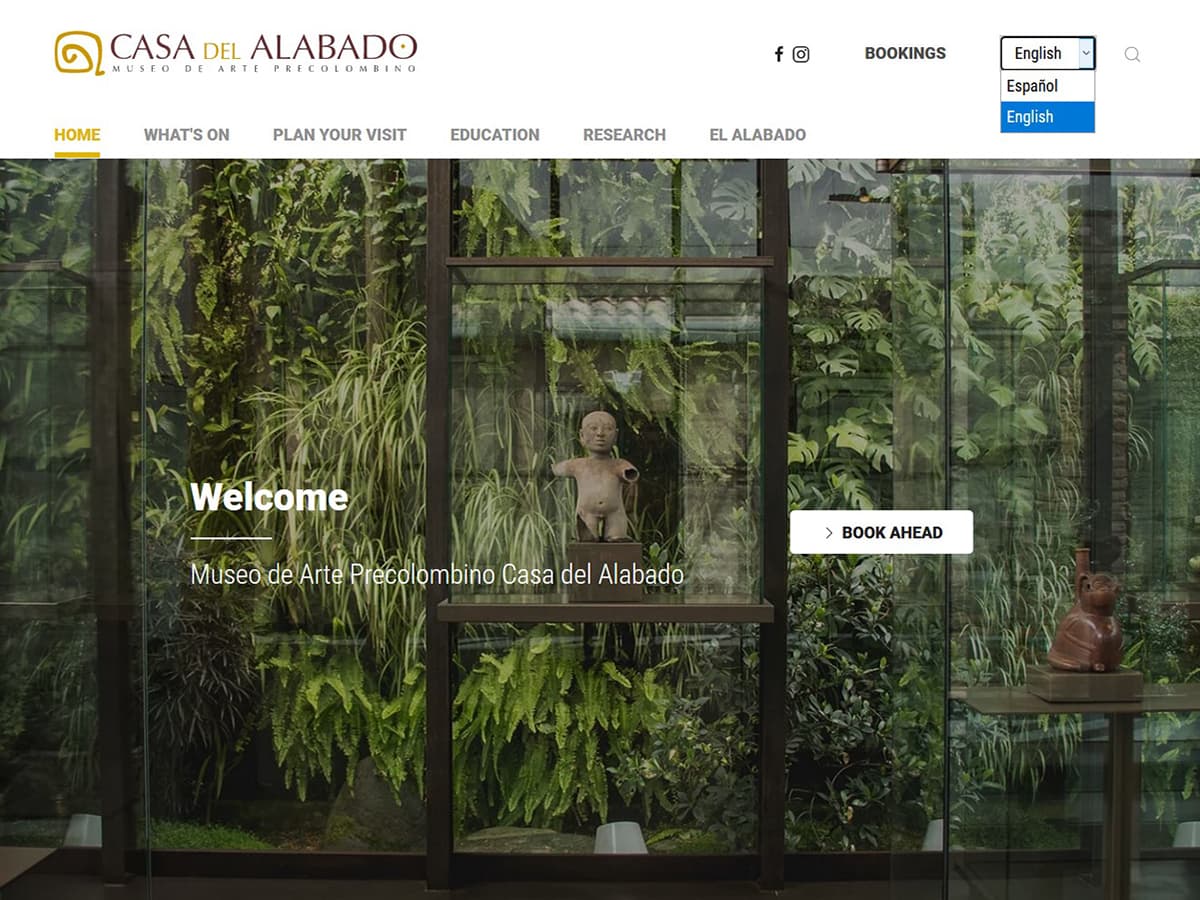 CASA DEL ALABADO
MUSEO DE ARTE PRECOLOMBINO
BOOKINGS
English
Español
English
HOME
WHAT'S ON
PLAN YOUR VISIT
EDUCATION
RESEARCH
EL ALABADO
Welcome
BOOK AHEAD
Museo de Arte Precolombino Casa del Alabado